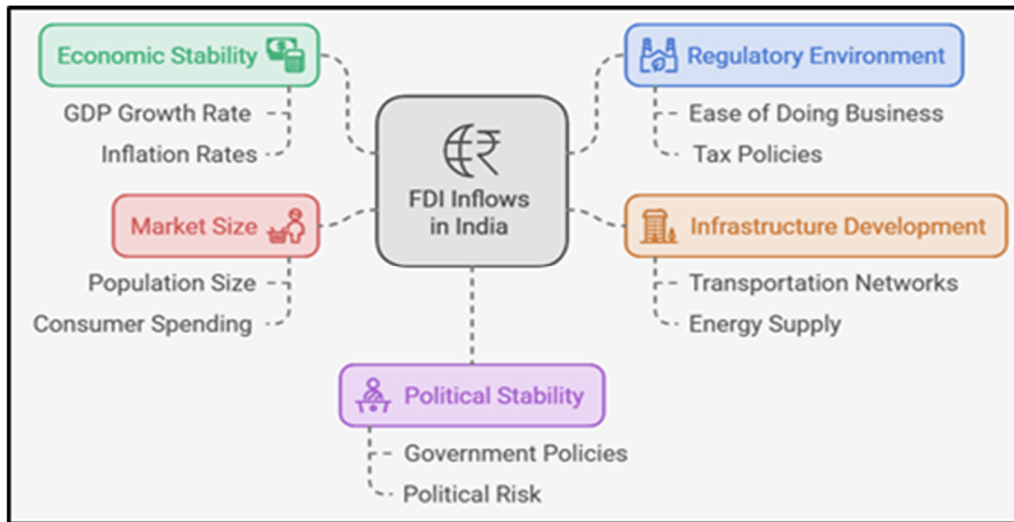 Economic Stability
GDP Growth Rate
Inflation Rates
Market Size
Population Size
Consumer Spending
FDI Inflows
in India
Regulatory Environment
Ease of Doing Business
Tax Policies
Infrastructure Development
Transportation Networks
Energy Supply
Political Stability
Government Policies
Political Risk